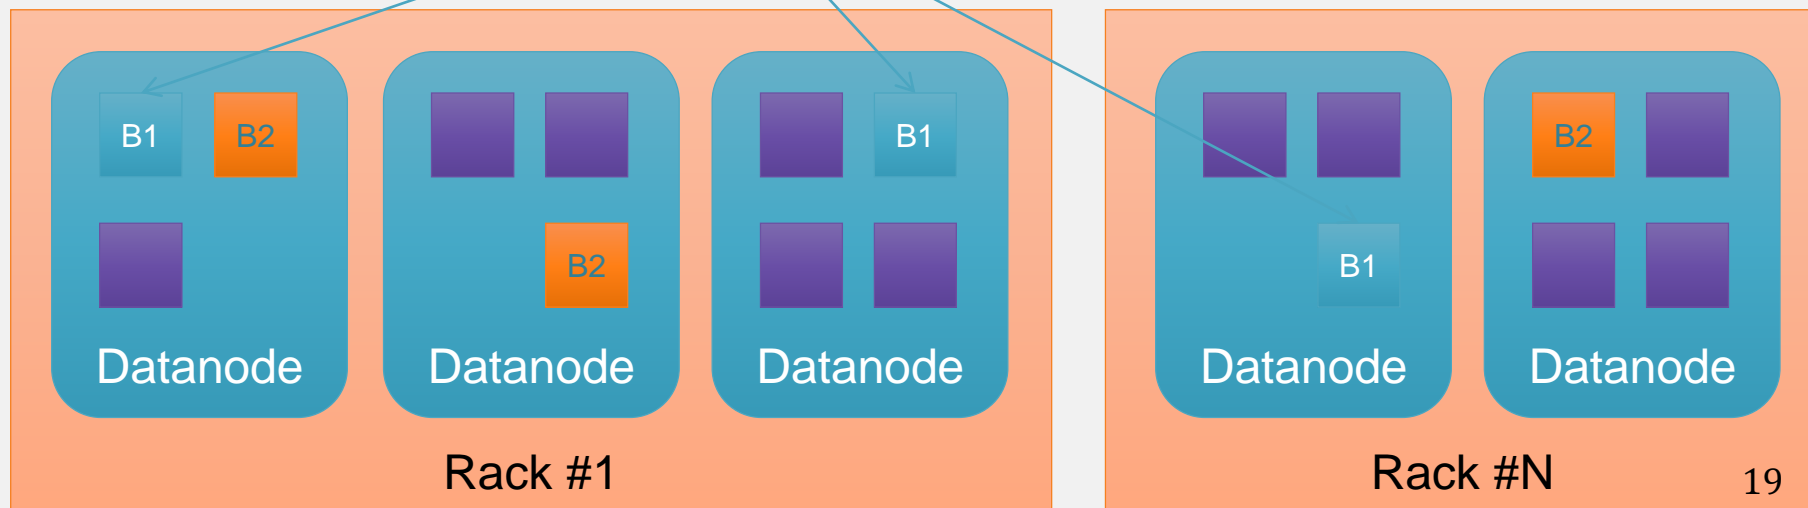 B1
B2
B1
B2
B2
B1
Datanode
Datanode
Datanode
Datanode
Datanode
Rack #1
Rack #N
19